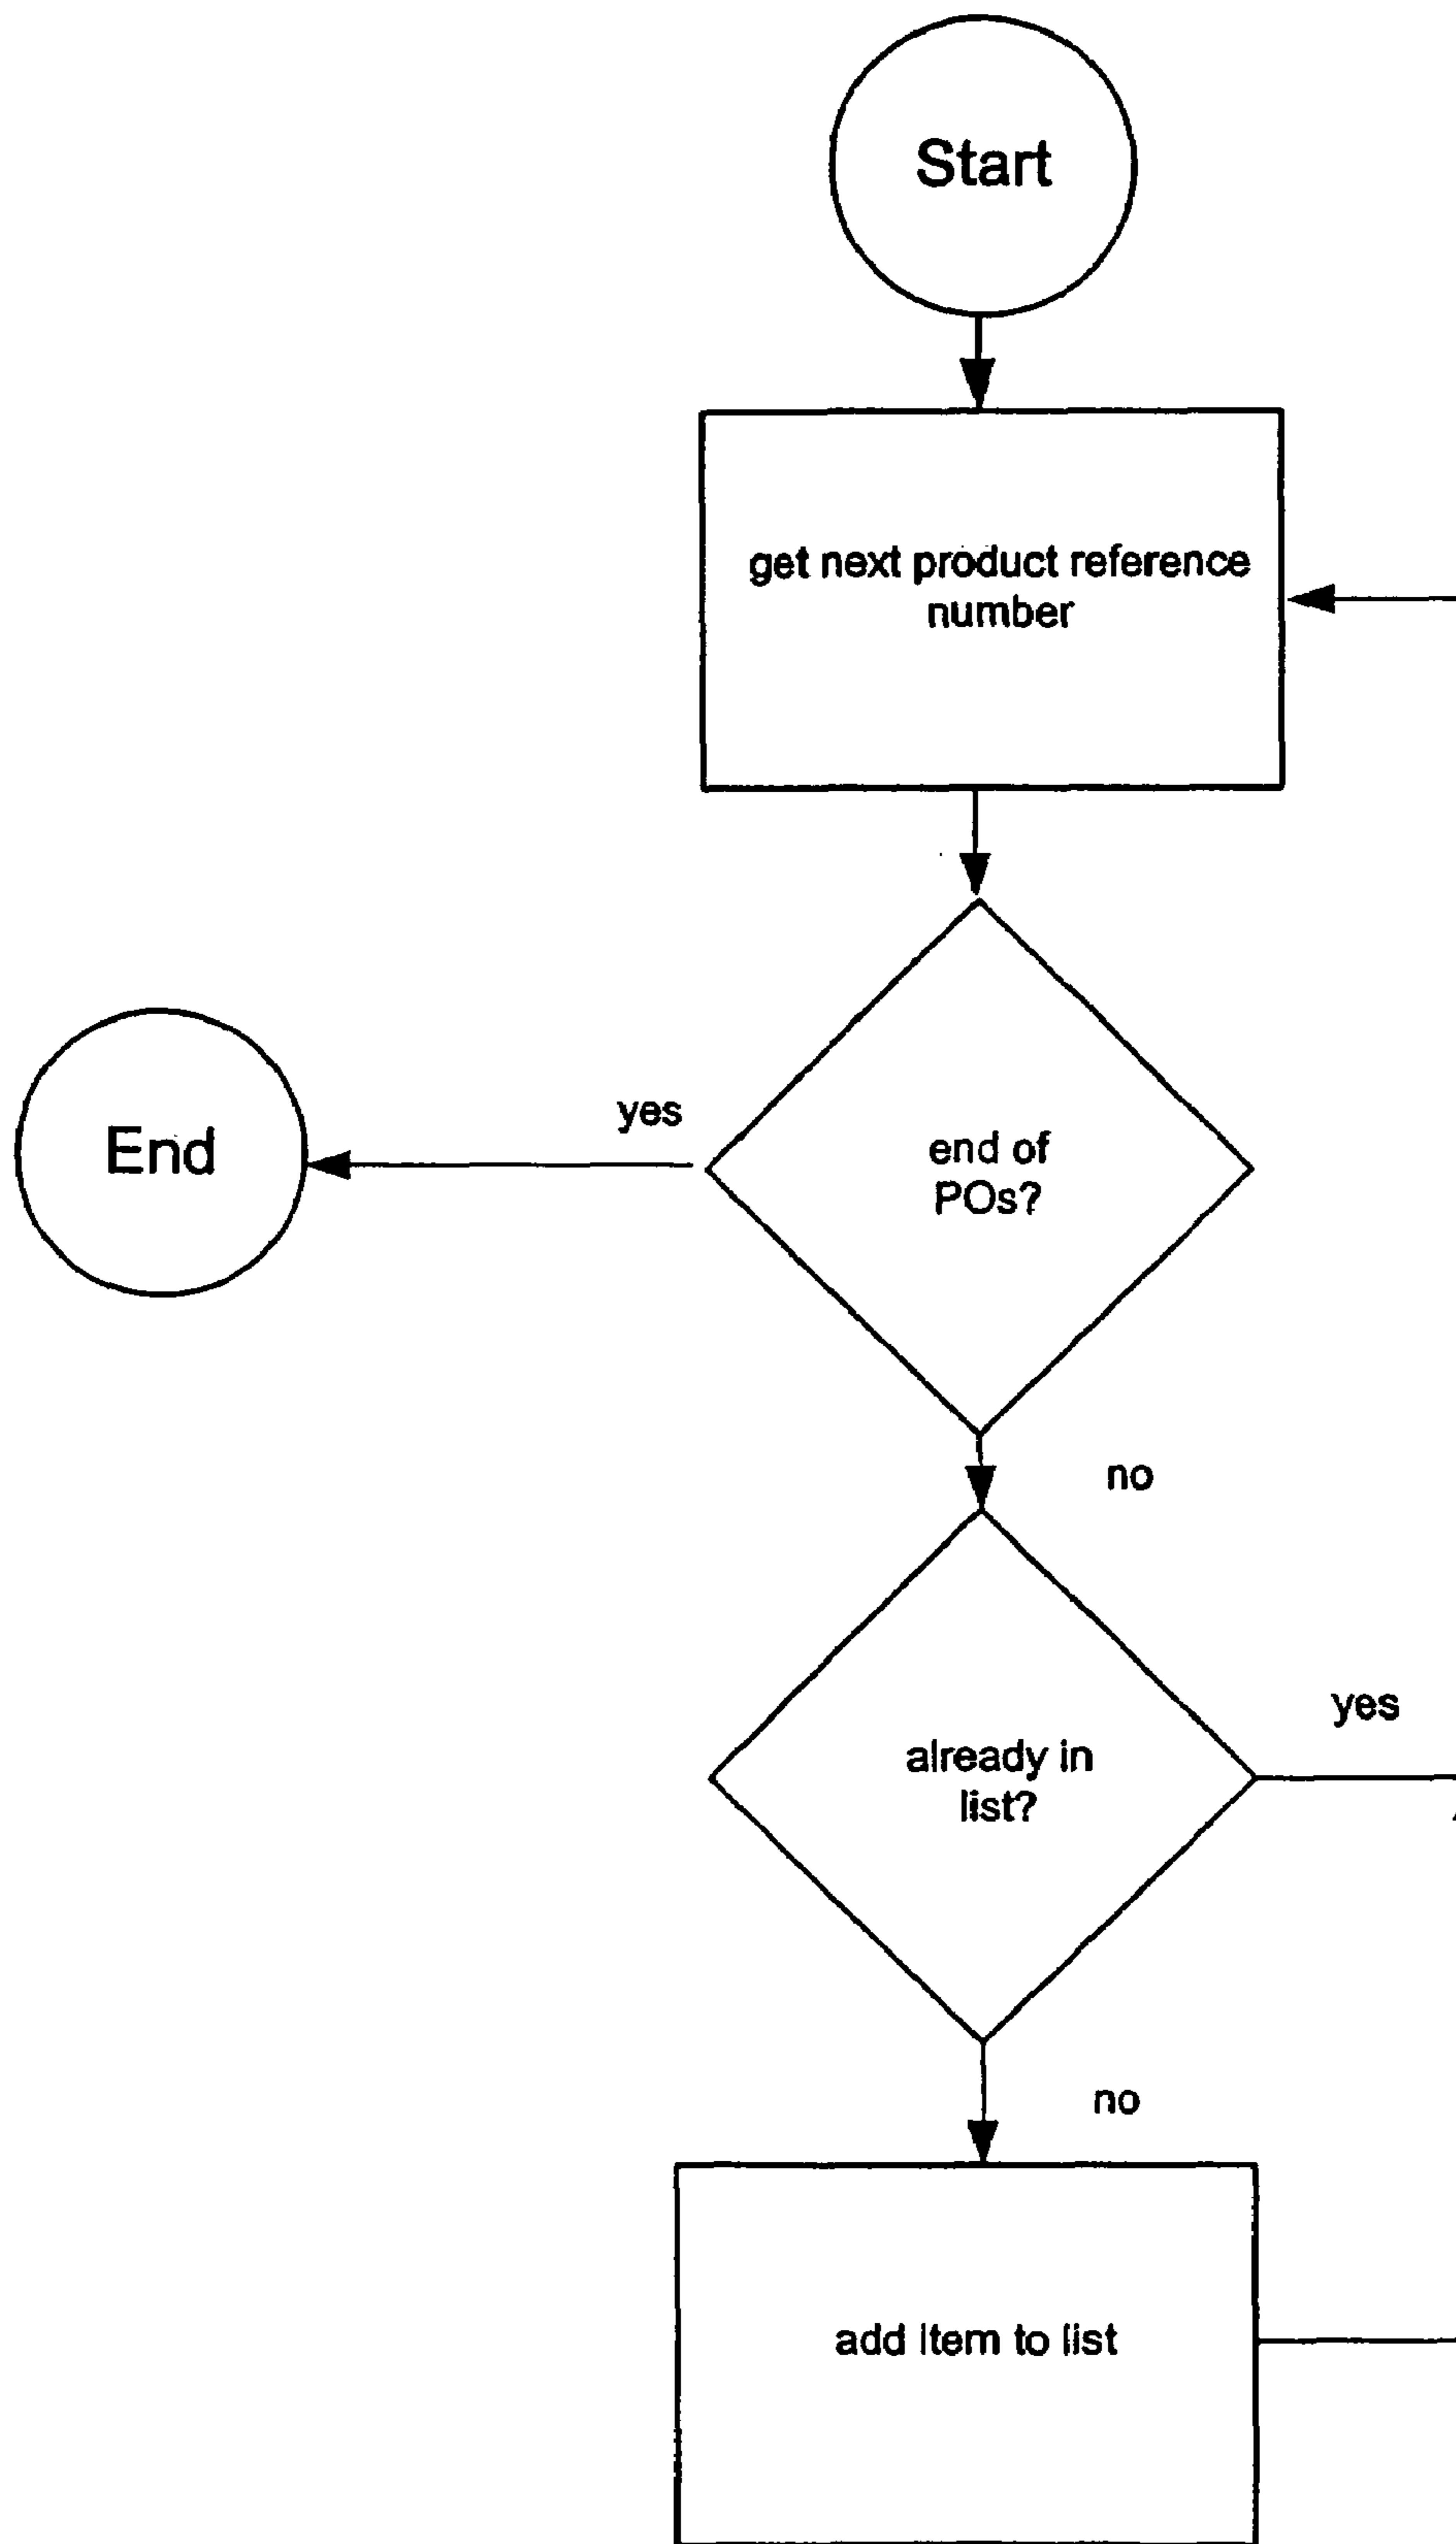 Start
get next product reference
number
yes
end of
POs?
End
no
yes
already in
list?
no
add item to list